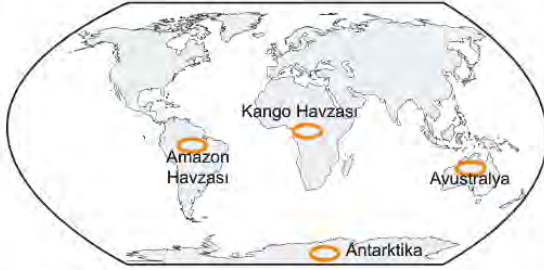 Kango Havzası
Amazon
Havzası
Avustralya
Antarktika